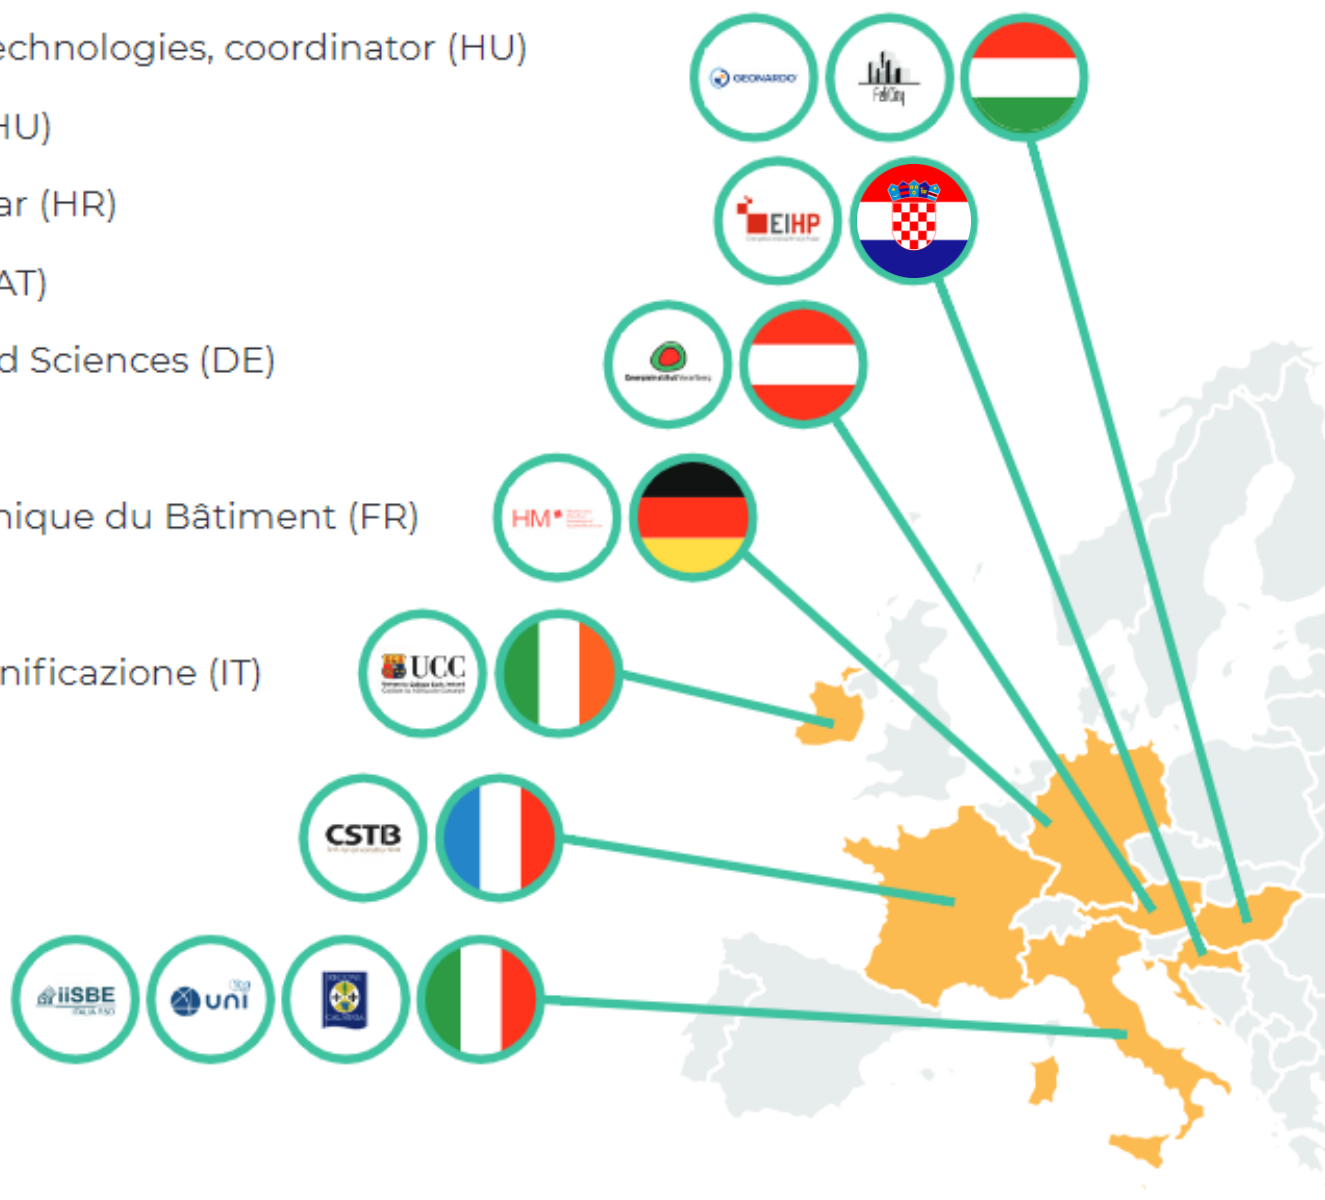 echnologies, coordinator (HU)
HU)
ar (HR)
AT)
d Sciences (DE)
nique du Bâtiment (FR)
nificazione (IT)
GEONARDO
EIHP
HM
UCC
CSTB
iiSBE
ITALIA R&D
uni